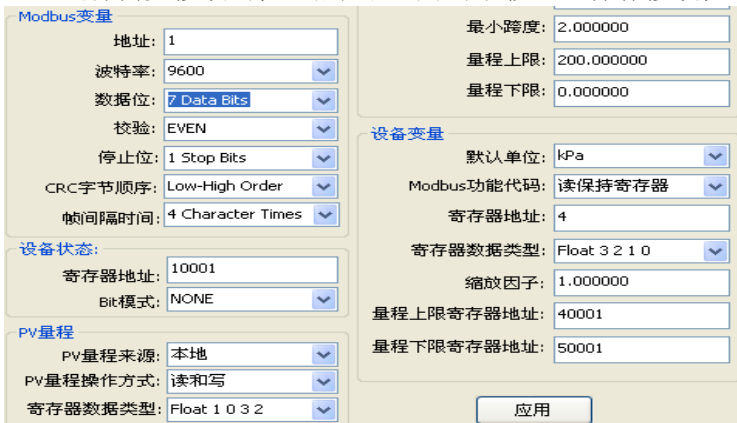 Modbus变量
地址: 1
波特率: 9600
数据位: 7 Data Bits
校验: EVEN
停止位: 1 Stop Bits
CRC字节顺序: Low-High Order
帧间隔时间: 4 Character Times
设备状态:
寄存器地址: 10001
Bit模式: NONE
PV量程
PV量程来源: 本地
PV量程操作方式: 读和写
寄存器数据类型: Float 1 0 3 2
最小跨度: 2.000000
量程上限: 200.000000
量程下限: 0.000000
设备变量
默认单位: kPa
Modbus功能代码: 读保持寄存器
寄存器地址: 4
寄存器数据类型: Float 3 2 1 0
缩放因子: 1.000000
量程上限寄存器地址: 40001
量程下限寄存器地址: 50001
应用